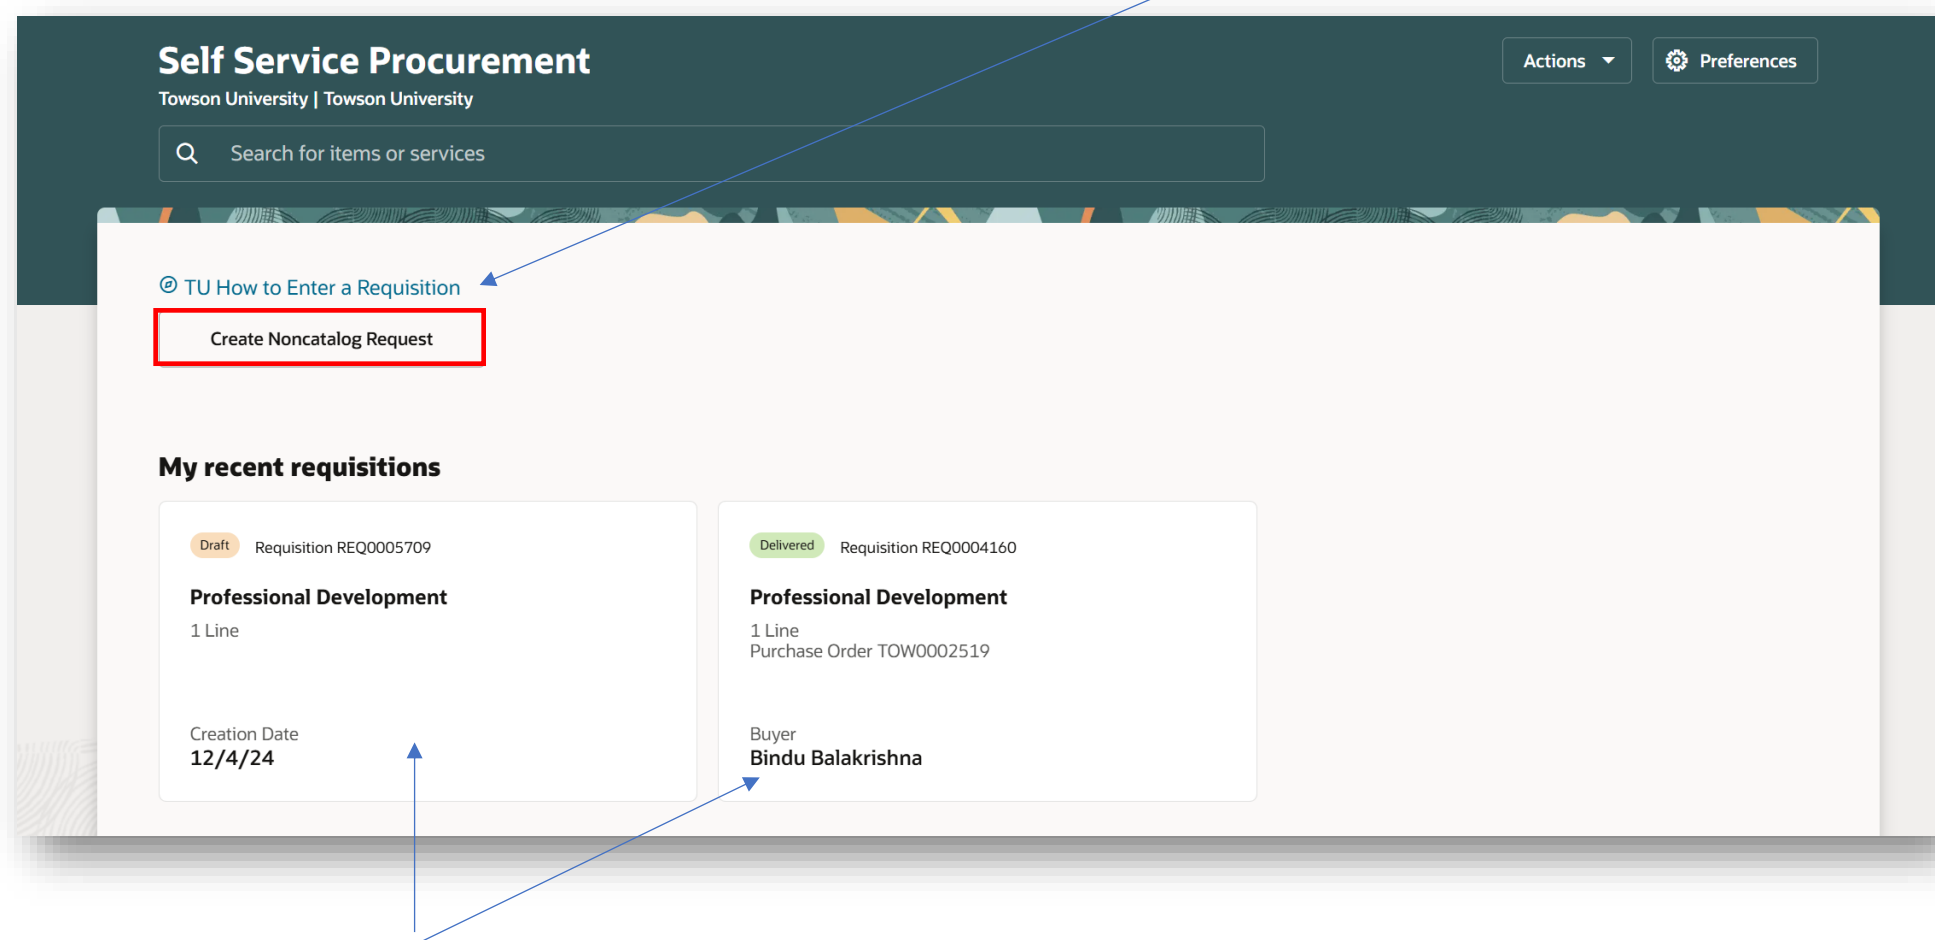 Self Service Procurement
Towson University | Towson University
Actions
Preferences
Search for items or services
TU How to Enter a Requisition
Create Noncatalog Request
My recent requisitions
Draft
Requisition REQ0005709
Professional Development
1 Line
Creation Date
12/4/24
Delivered
Requisition REQ0004160
Professional Development
1 Line
Purchase Order TOW0002519
Buyer
Bindu Balakrishna